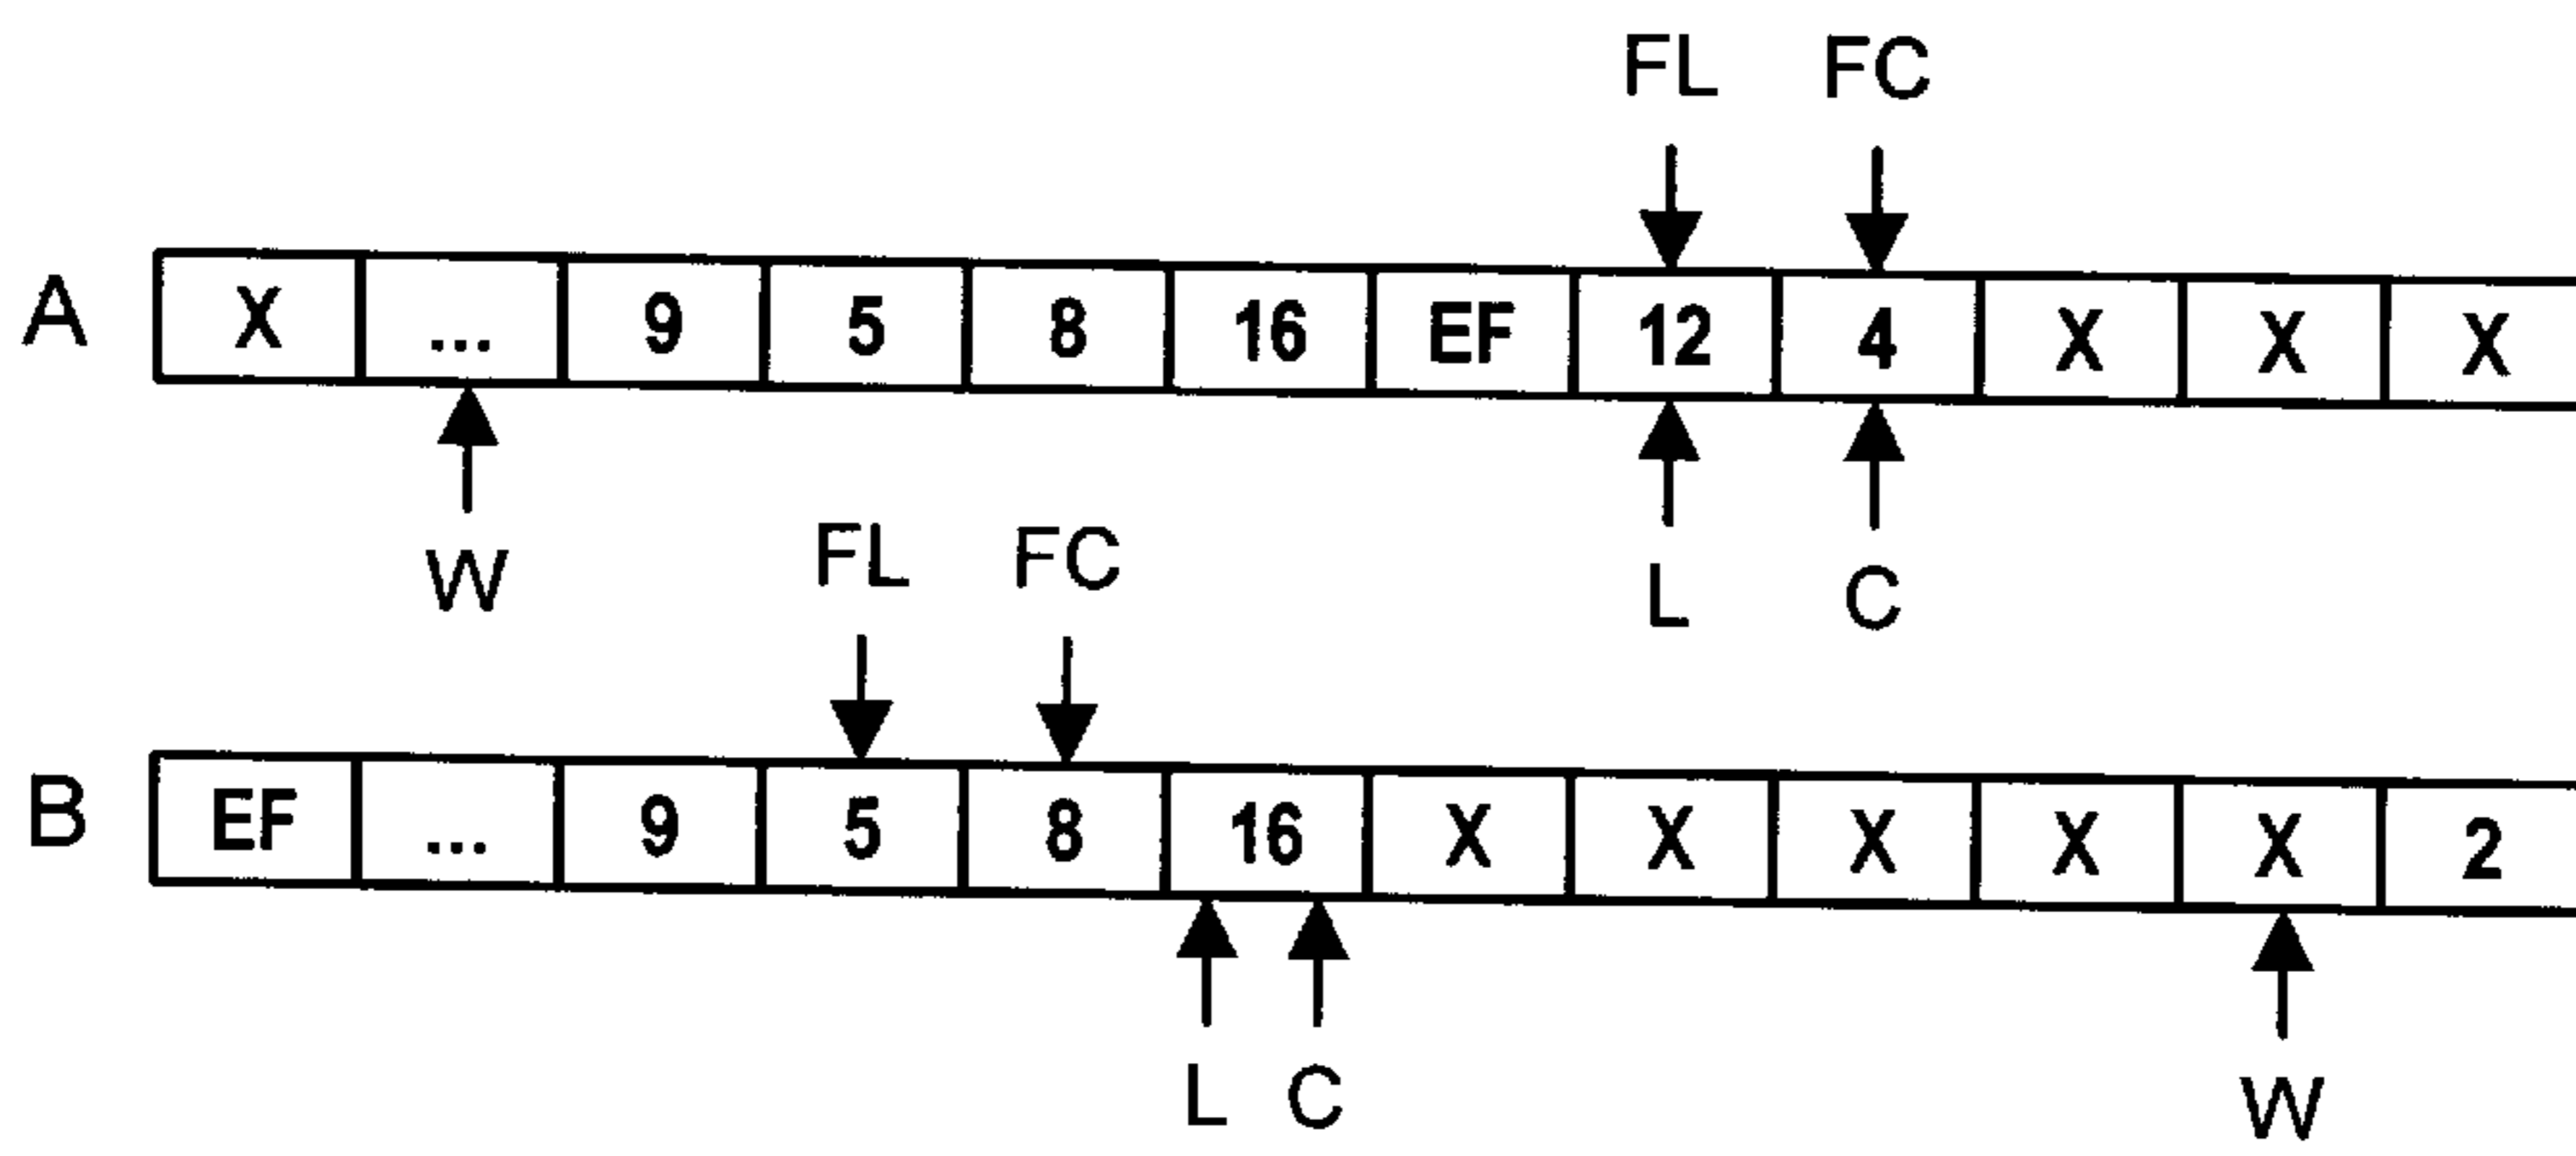 FL FC
A X ... 9 5 8 16 EF 12 4 X X X
W FL FC L C
B EF ... 9 5 8 16 X X X X X 2
L C W